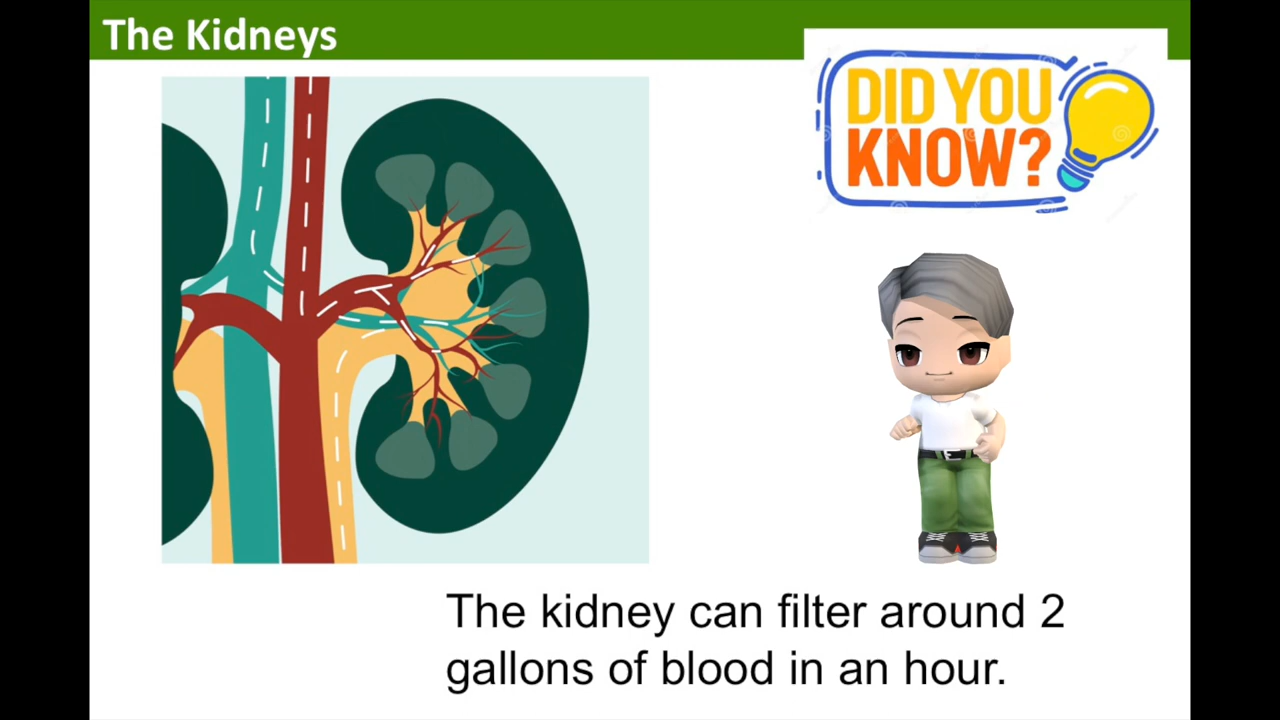 The Kidneys
DID YOU
KNOW?
The kidney can filter around 2
gallons of blood in an hour.